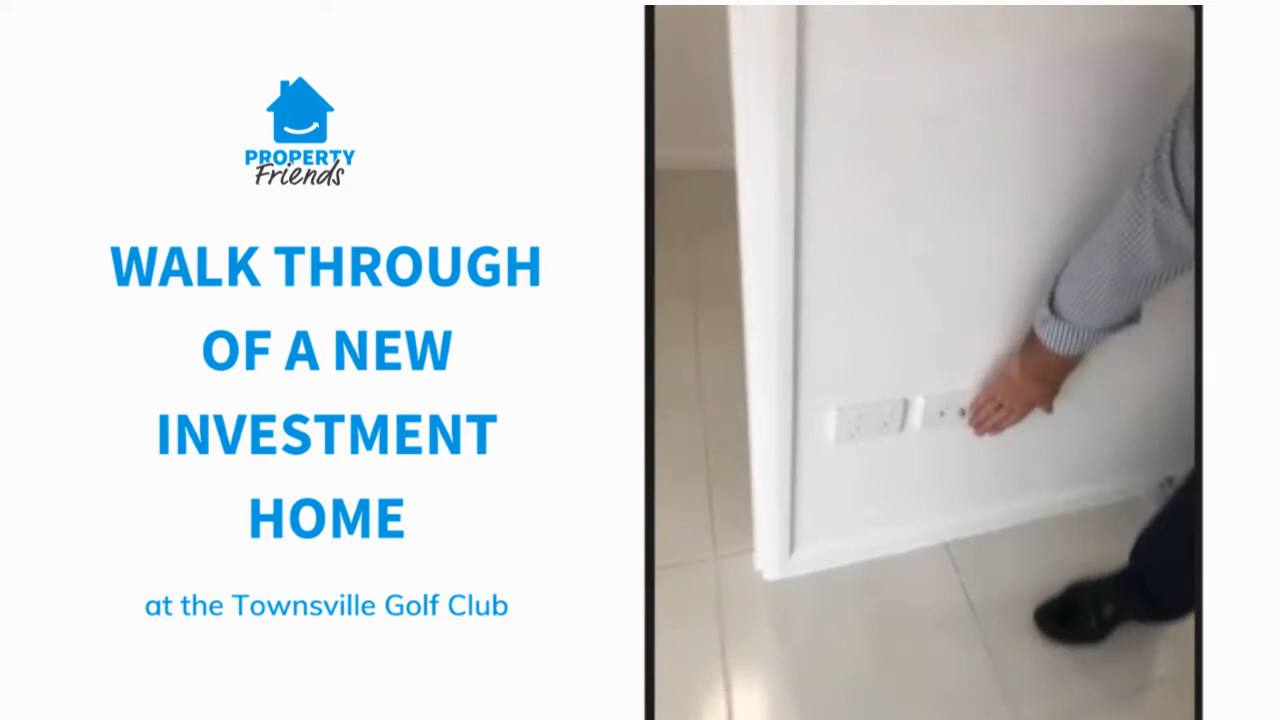 PROPERTY
Friends
WALK THROUGH
OF A NEW
INVESTMENT
HOME
at the Townsville Golf Club